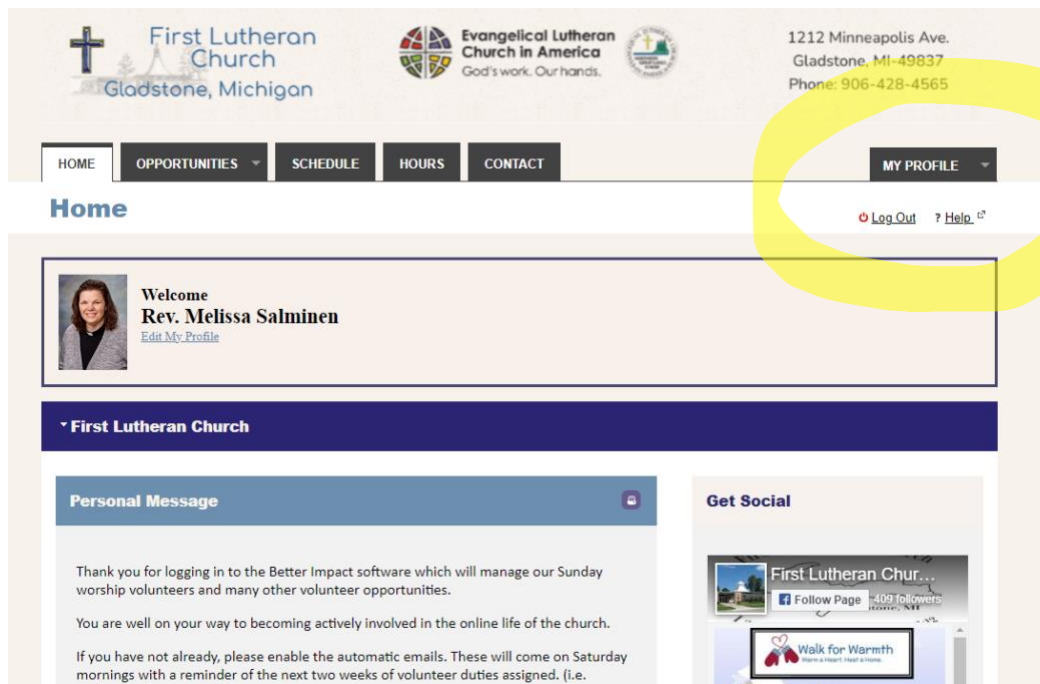 First Lutheran
Church
Gladstone, Michigan
Evangelical Lutheran
Church in America
God's work. Our hands.
1212 Minneapolis Ave.
Gladstone, MI-49837
Phone: 906-428-4565
HOME OPPORTUNITIES SCHEDULE HOURS CONTACT MY PROFILE
Home
Log Out ? Help
Welcome
Rev. Melissa Salminen
Edit My Profile
First Lutheran Church
Personal Message
Get Social
Thank you for logging in to the Better Impact software which will manage our Sunday
worship volunteers and many other volunteer opportunities.
You are well on your way to becoming actively involved in the online life of the church.
If you have not already, please enable the automatic emails. These will come on Saturday
mornings with a reminder of the next two weeks of volunteer duties assigned. (i.e.
First Lutheran Chur...
Follow Page 409 followers
Walk for Warmth
Warm a Heart. Heat a Home.